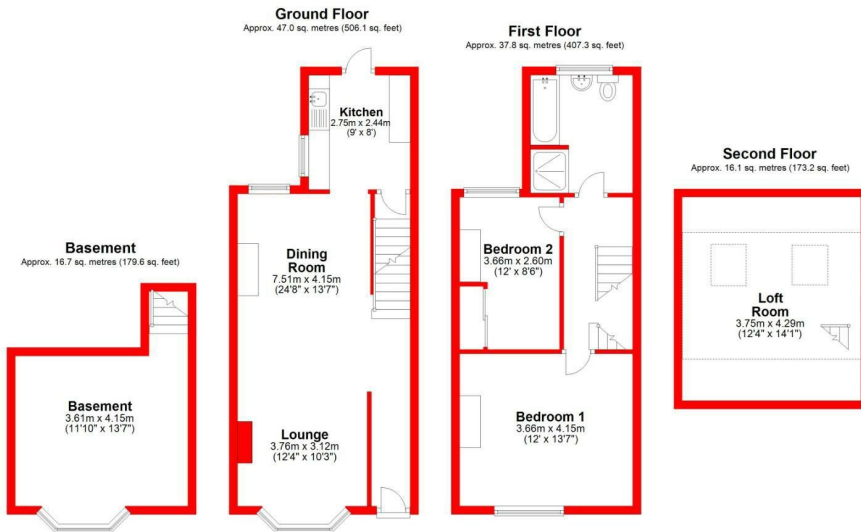 Ground Floor
Approx. 47.0 sq. metres (506.1 sq. feet)
First Floor
Approx. 37.8 sq. metres (407.3 sq. feet)
Kitchen
2.75m x 2.44m
(9' x 8')
Second Floor
Approx. 16.1 sq. metres (173.2 sq. feet)
Basement
Approx. 16.7 sq. metres (179.6 sq. feet)
Dining
Room
7.51m x 4.15m
(24'8" x 13'7")
Bedroom 2
3.66m x 2.60m
(12' x 8'6")
Loft
Room
3.75m x 4.29m
(12'4" x 14'1")
Basement
3.61m x 4.15m
(11'10" x 13'7")
Lounge
3.76m x 3.12m
(12'4" x 10'3")
Bedroom 1
3.66m x 4.15m
(12' x 13'7")